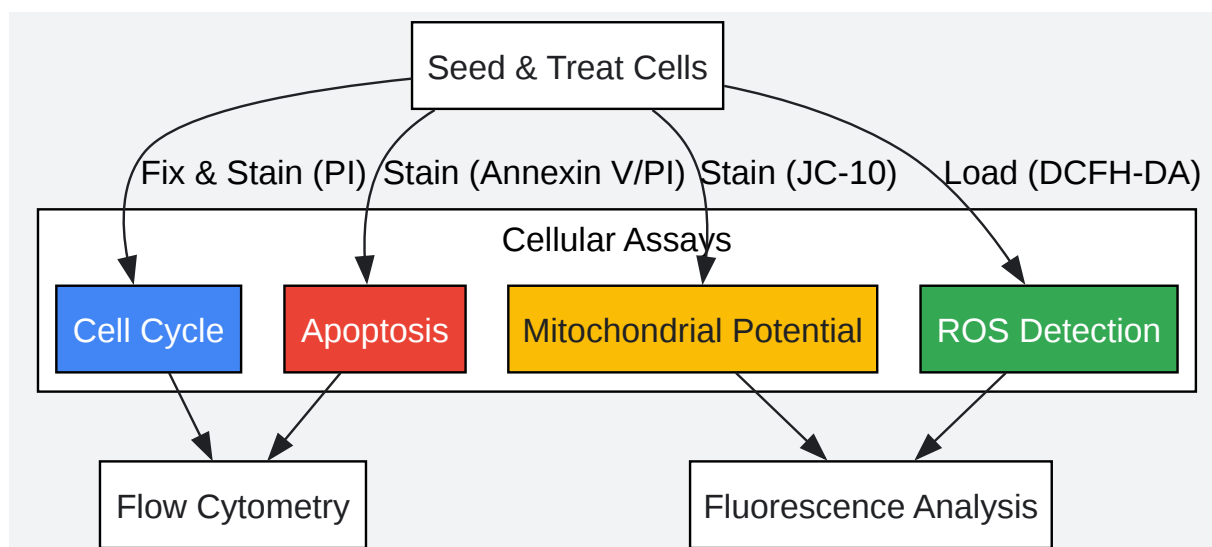 Seed & Treat Cells
Fix & Stain (PI)
Stain (Annexin V/PI)
Stain (JC-10)
Load (DCFH-DA)
Cellular Assays
Cell Cycle
Apoptosis
Mitochondrial Potential
ROS Detection
Flow Cytometry
Fluorescence Analysis